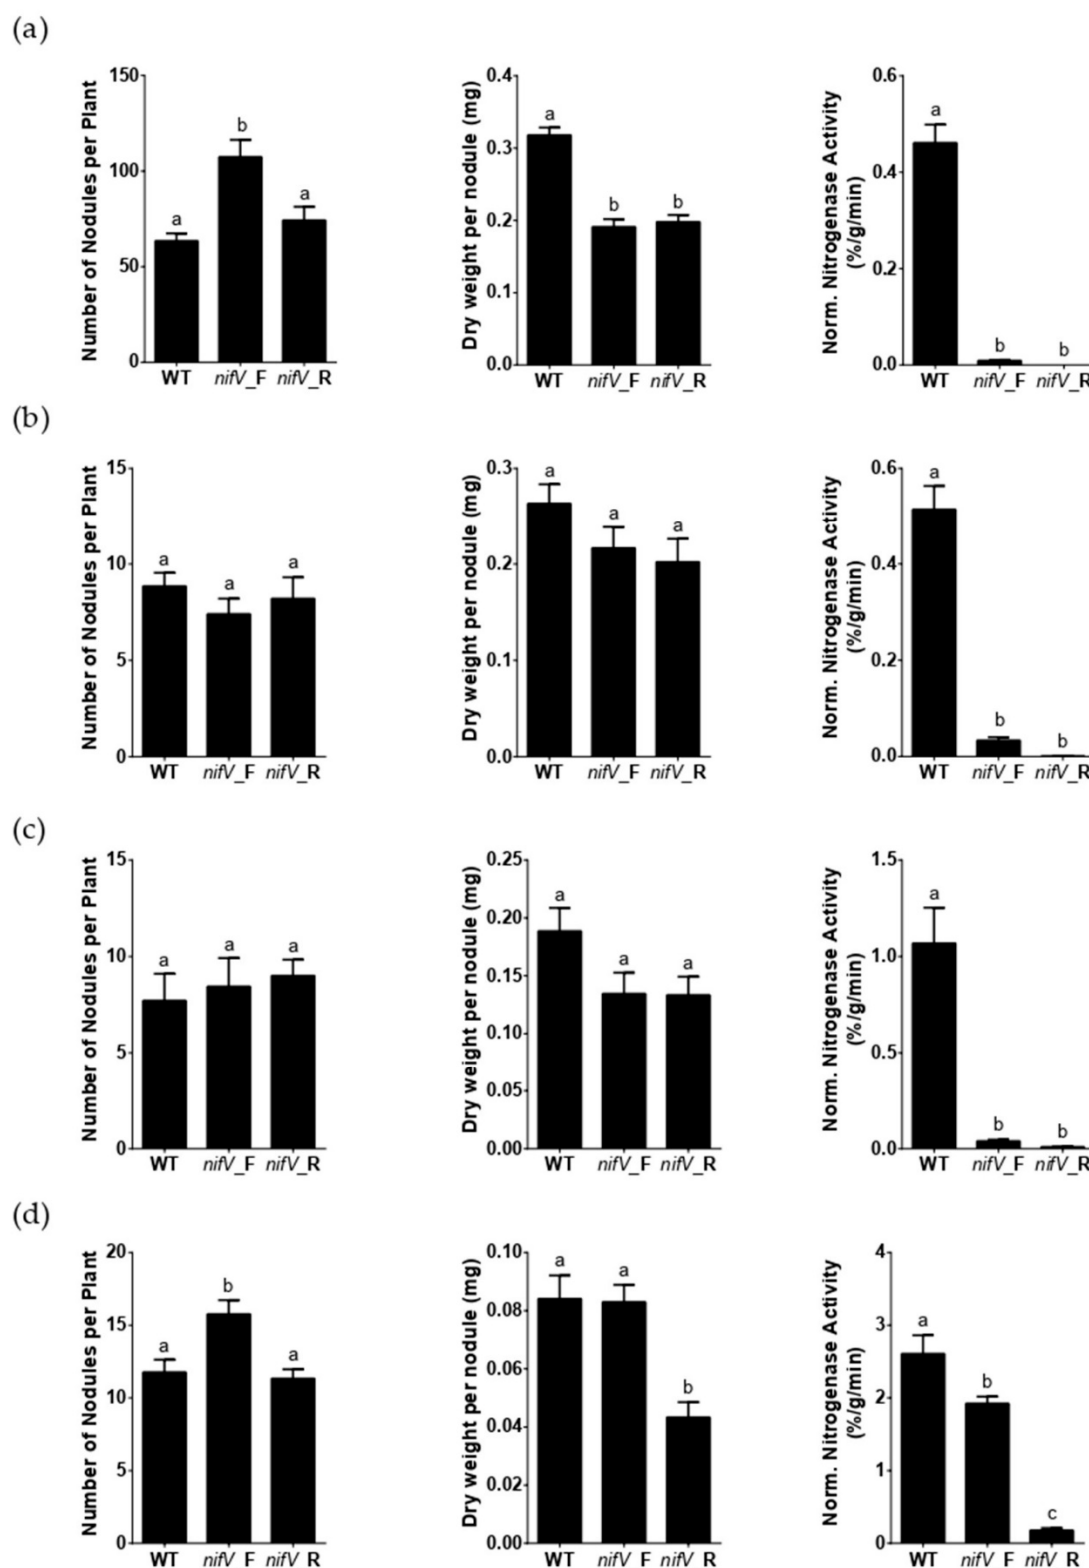 (a)
Number of Nodules per Plant
150
100
50
0
a
b
a
WT nifV_F nifV_R
Dry weight per nodule (mg)
0.4
0.3
0.2
0.1
0.0
a
b
b
WT nifV_F nifV_R
Norm. Nitrogenase Activity
(%/g/min)
0.6
0.4
0.2
0.0
a
b
b
WT nifV_F nifV_R
(b)
Number of Nodules per Plant
15
10
5
0
a
a
a
WT nifV_F nifV_R
Dry weight per nodule (mg)
0.3
0.2
0.1
0.0
a
a
a
WT nifV_F nifV_R
Norm. Nitrogenase Activity
(%/g/min)
0.6
0.4
0.2
0.0
a
b
b
WT nifV_F nifV_R
(c)
Number of Nodules per Plant
15
10
5
0
a
a
a
WT nifV_F nifV_R
Dry weight per nodule (mg)
0.25
0.20
0.15
0.10
0.05
0.00
a
a
a
WT nifV_F nifV_R
Norm. Nitrogenase Activity
(%/g/min)
1.5
1.0
0.5
0.0
a
b
b
WT nifV_F nifV_R
(d)
Number of Nodules per Plant
20
15
10
5
0
a
b
a
WT nifV_F nifV_R
Dry weight per nodule (mg)
0.10
0.08
0.06
0.04
0.02
0.00
a
a
b
WT nifV_F nifV_R
Norm. Nitrogenase Activity
(%/g/min)
4
3
2
1
0
a
b
c
WT nifV_F nifV_R